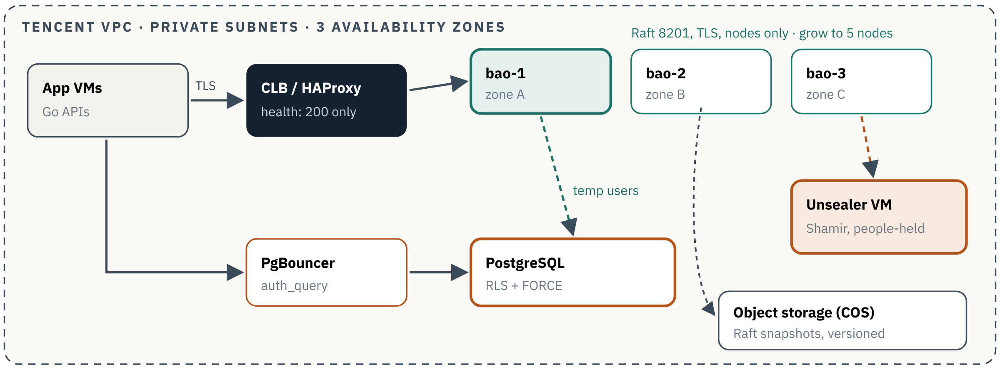 TENCENT VPC · PRIVATE SUBNETS · 3 AVAILABILITY ZONES
Raft 8201, TLS, nodes only · grow to 5 nodes
App VMs
Go APIs
TLS
CLB / HAProxy
health: 200 only
bao-1
zone A
bao-2
zone B
bao-3
zone C
temp users
Unsealer VM
Shamir, people-held
PgBouncer
auth_query
PostgreSQL
RLS + FORCE
Object storage (COS)
Raft snapshots, versioned